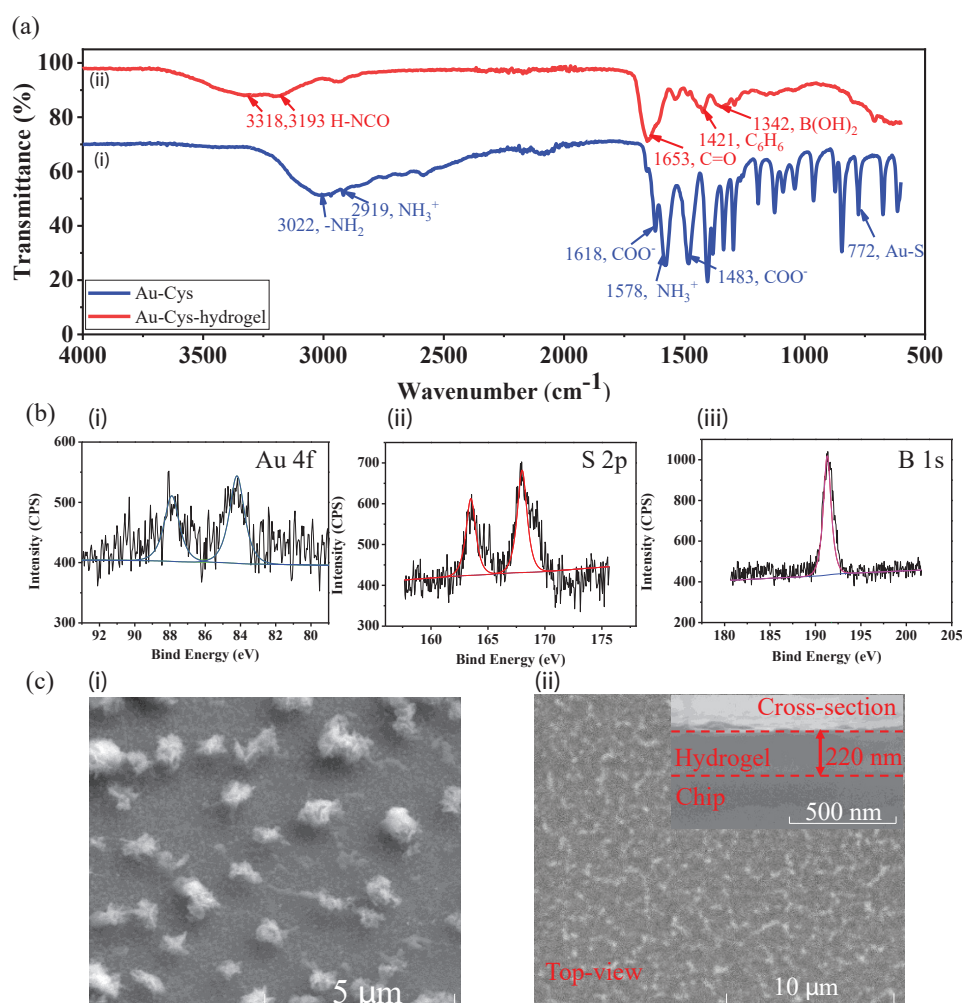 (a)
100
80
60
40
20
0
Transmittance (%)
(ii)
(i)
3318,3193 H-NCO
1653, C=O
1421, C₆H₆
1342, B(OH)₂
3022, -NH₂
2919, NH₃⁺
1618, COO⁻
1578, NH₃⁺
1483, COO⁻
772, Au-S
Au-Cys
Au-Cys-hydrogel
4000 3500 3000 2500 2000 1500 1000 500
Wavenumber (cm⁻¹)
(b)
(i)
Au 4f
600
500
400
300
Intensity (CPS)
92 90 88 86 84 82 80
Bind Energy (eV)
(ii)
S 2p
700
600
500
400
300
Intensity (CPS)
160 165 170 175
Bind Energy (eV)
(iii)
B 1s
1000
800
600
400
200
0
Intensity (CPS)
180 185 190 195 200 205
Bind Energy (eV)
(c)
(i)
5 μm
(ii)
Cross-section
Hydrogel
220 nm
Chip
500 nm
Top-view
10 μm